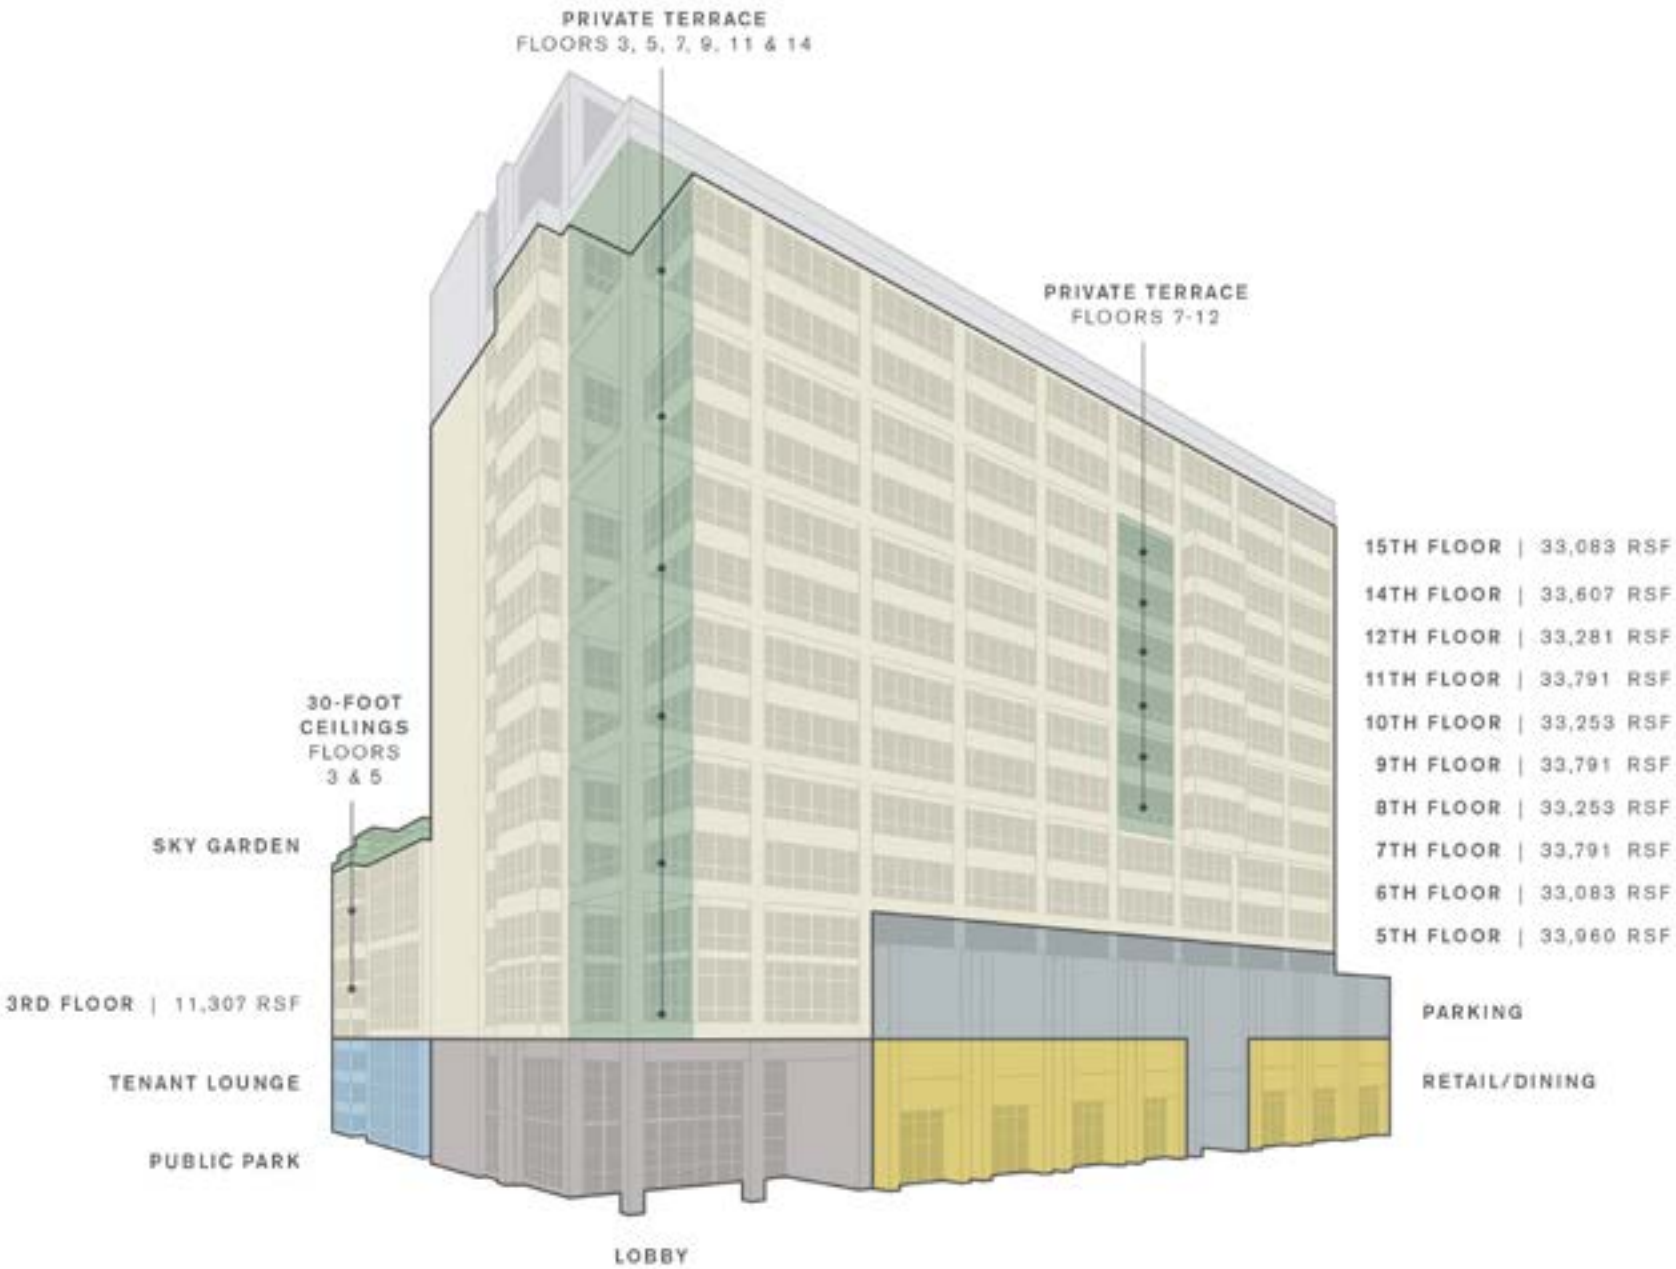 PRIVATE TERRACE
FLOORS 3, 5, 7, 9, 11 & 14
PRIVATE TERRACE
FLOORS 7-12
15TH FLOOR | 33,083 RSF
14TH FLOOR | 33,607 RSF
12TH FLOOR | 33,281 RSF
11TH FLOOR | 33,791 RSF
10TH FLOOR | 33,253 RSF
9TH FLOOR | 33,791 RSF
8TH FLOOR | 33,253 RSF
7TH FLOOR | 33,791 RSF
6TH FLOOR | 33,083 RSF
5TH FLOOR | 33,960 RSF
30-FOOT
CEILINGS
FLOORS
3 & 5
SKY GARDEN
3RD FLOOR | 11,307 RSF
TENANT LOUNGE
PUBLIC PARK
PARKING
RETAIL/DINING
LOBBY